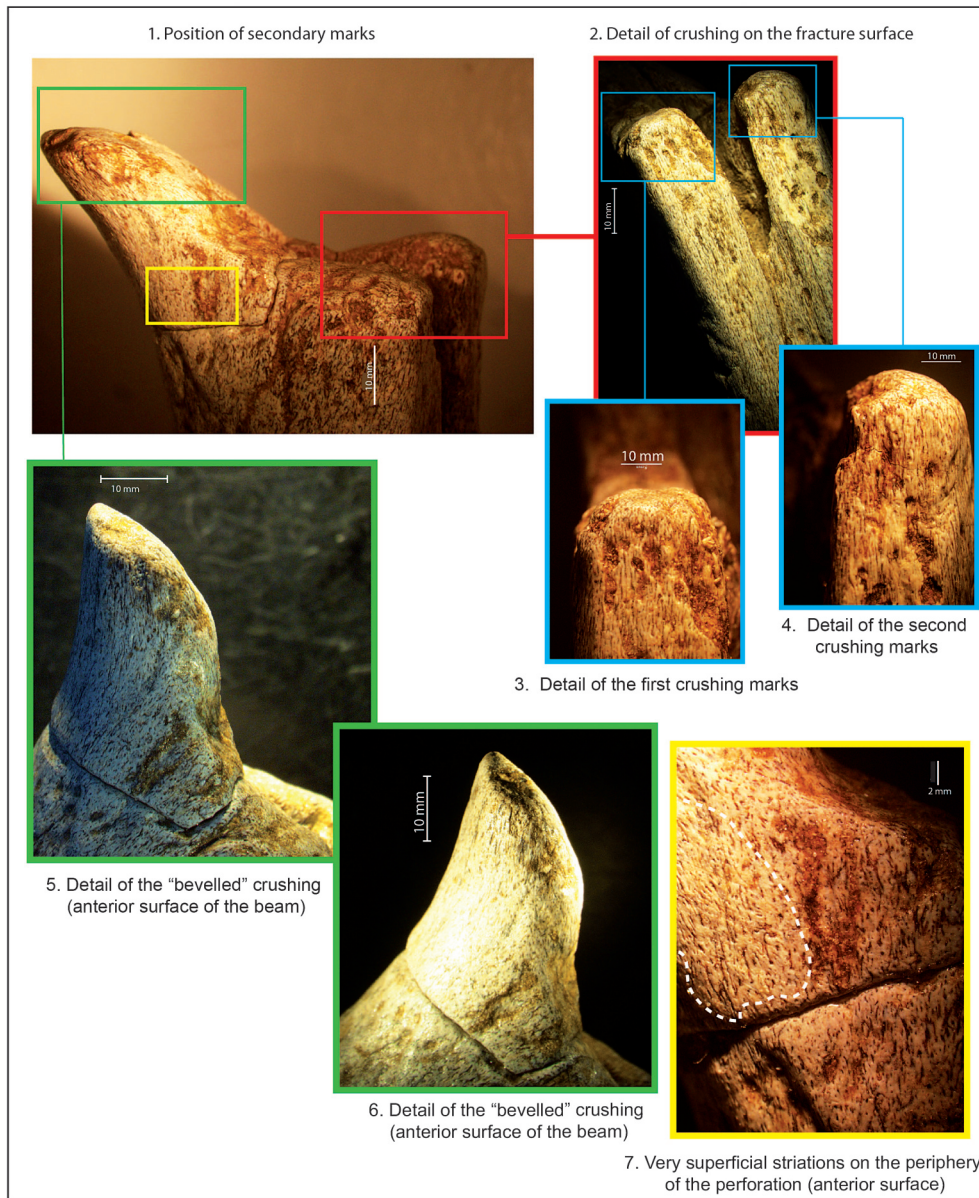 1. Position of secondary marks
2. Detail of crushing on the fracture surface
10 mm
10 mm
10 mm
10 mm
10 mm
4. Detail of the second
crushing marks
3. Detail of the first crushing marks
10 mm
2 mm
5. Detail of the “bevelled” crushing
(anterior surface of the beam)
6. Detail of the “bevelled” crushing
(anterior surface of the beam)
7. Very superficial striations on the periphery
of the perforation (anterior surface)